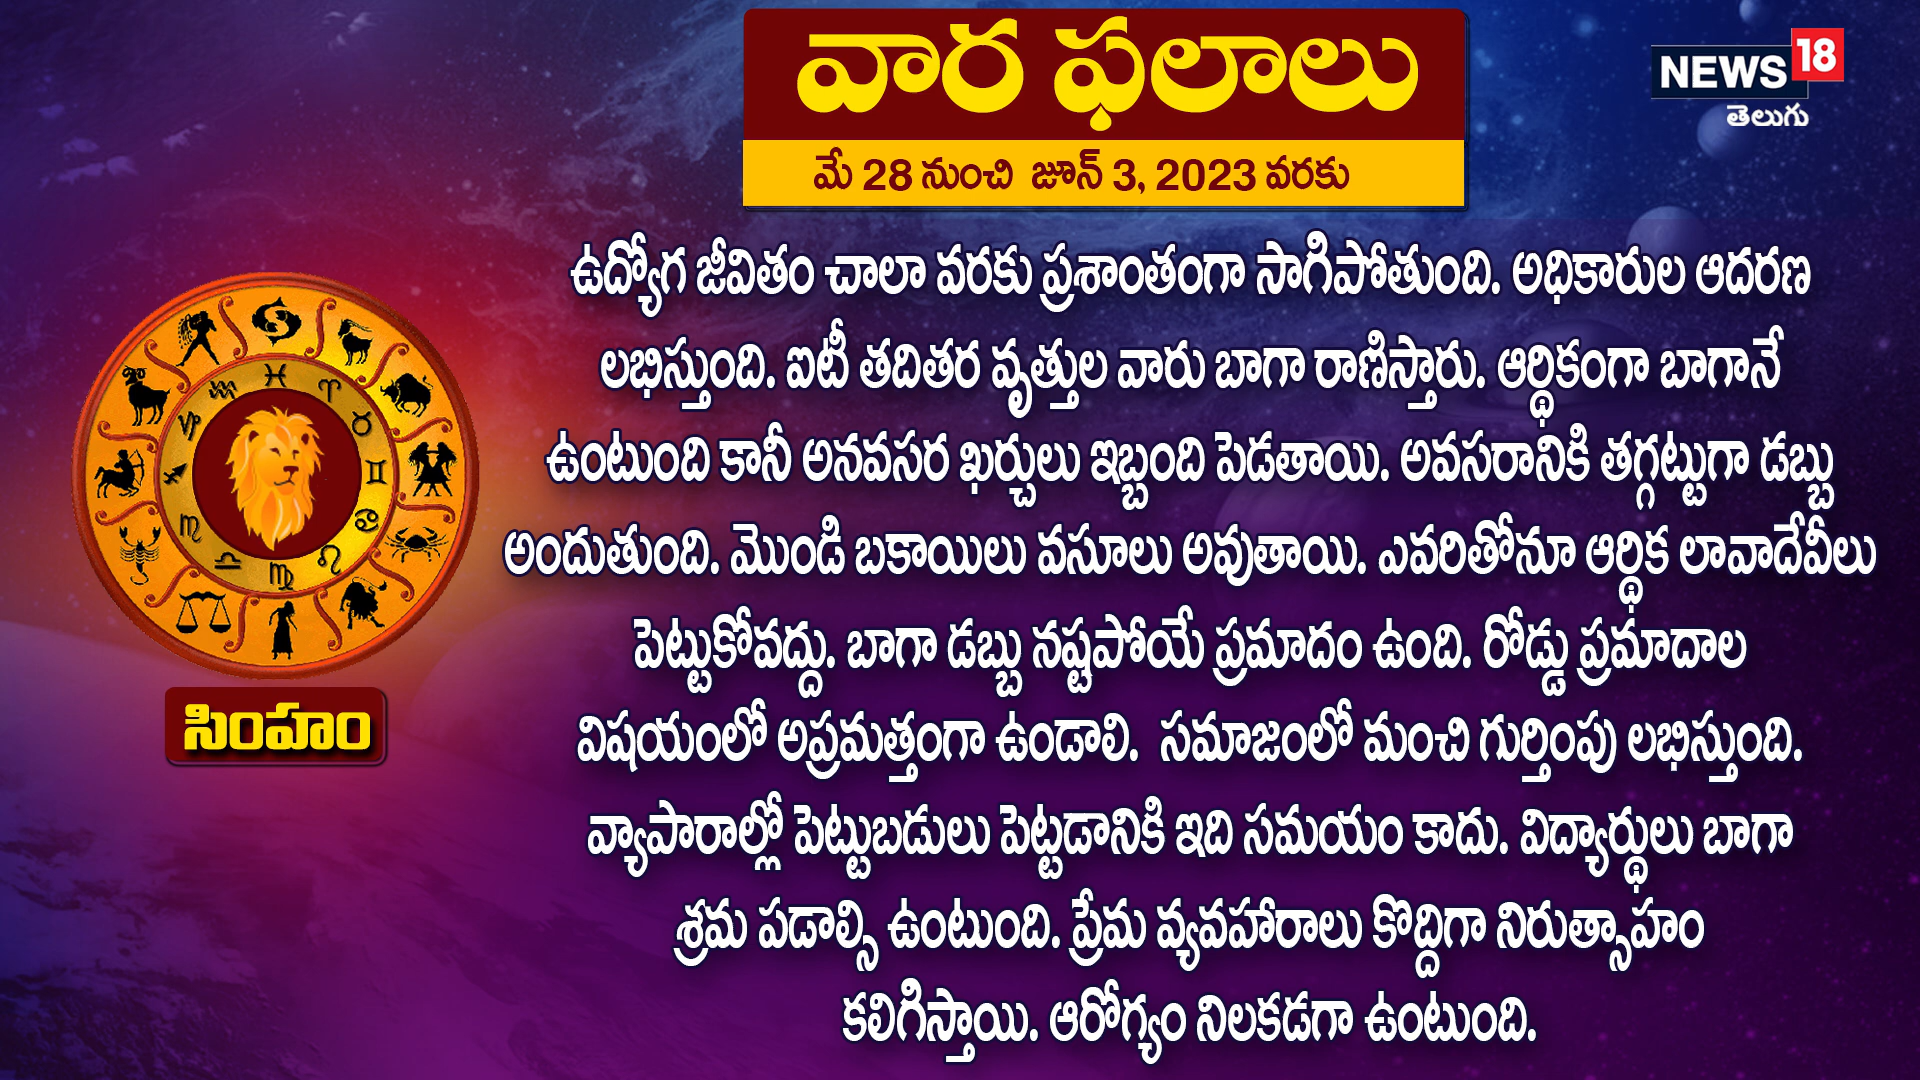 వార ఫలాలు
మే 28 నుంచి జూన్ 3, 2023 వరకు
NEWS 18
తెలుగు
ఉద్యోగ జీవితం చాలా వరకు ప్రశాంతంగా సాగిపోతుంది. అధికారుల ఆదరణ
లభిస్తుంది. ఐటీ తదితర వృత్తుల వారు బాగా రాణిస్తారు. ఆర్థికంగా బాగానే
ఉంటుంది కానీ అనవసర ఖర్చులు ఇబ్బంది పెడతాయి. అవసరానికి తగ్గట్టుగా డబ్బు
అందుతుంది. మొండి బకాయిలు వసూలు అవుతాయి. ఎవరితోనూ ఆర్థిక లావాదేవీలు
పెట్టుకోవద్దు. బాగా డబ్బు నష్టపోయే ప్రమాదం ఉంది. రోడ్డు ప్రమాదాల
విషయంలో అప్రమత్తంగా ఉండాలి. సమాజంలో మంచి గుర్తింపు లభిస్తుంది.
వ్యాపారాల్లో పెట్టుబడులు పెట్టడానికి ఇది సమయం కాదు. విద్యార్థులు బాగా
శ్రమ పడాల్సి ఉంటుంది. ప్రేమ వ్యవహారాలు కొద్దిగా నిరుత్సాహం
కలిగిస్తాయి. ఆరోగ్యం నిలకడగా ఉంటుంది.
సింహం